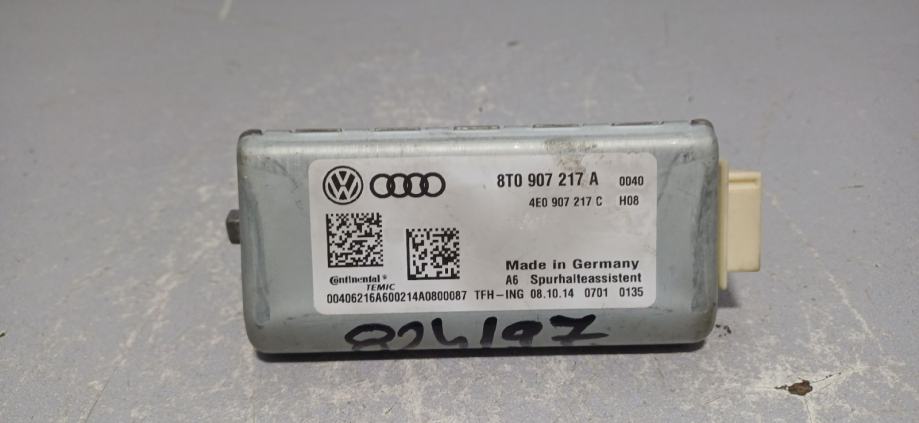 8T0 907 217 A 0040
4E0 907 217 C H08
Made in Germany
A6 Spurhalteassistent
Continental®
TEMIC
00406216A600214A0800087 TFH-ING 08.10.14 0701 0135
824197